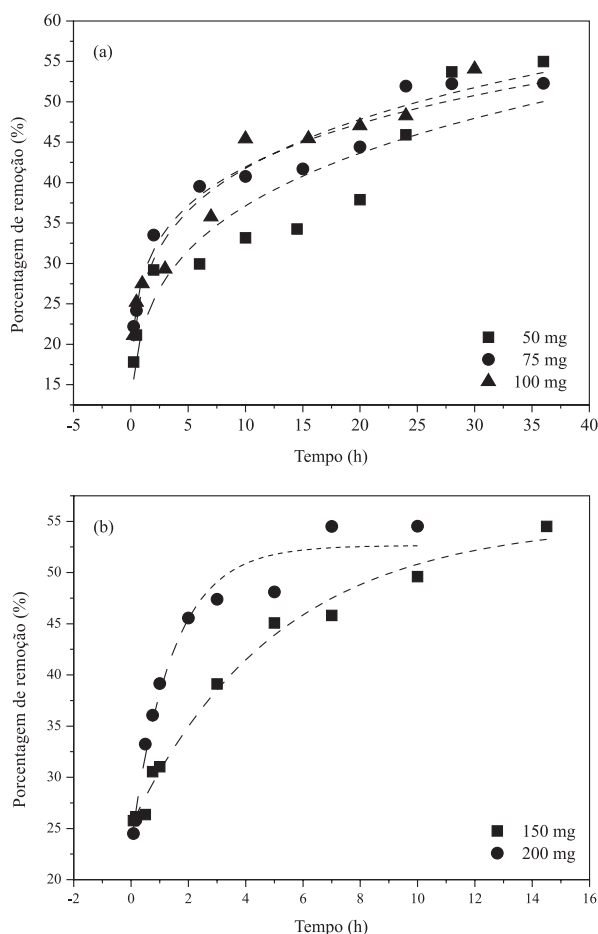 60
(a)
55
50
45
40
35
30
25
20
15
Porcentagem de remoção (%)
50 mg
75 mg
100 mg
-5 0 5 10 15 20 25 30 35 40
Tempo (h)
(b)
55
50
45
40
35
30
25
20
Porcentagem de remoção (%)
150 mg
200 mg
-2 0 2 4 6 8 10 12 14 16
Tempo (h)